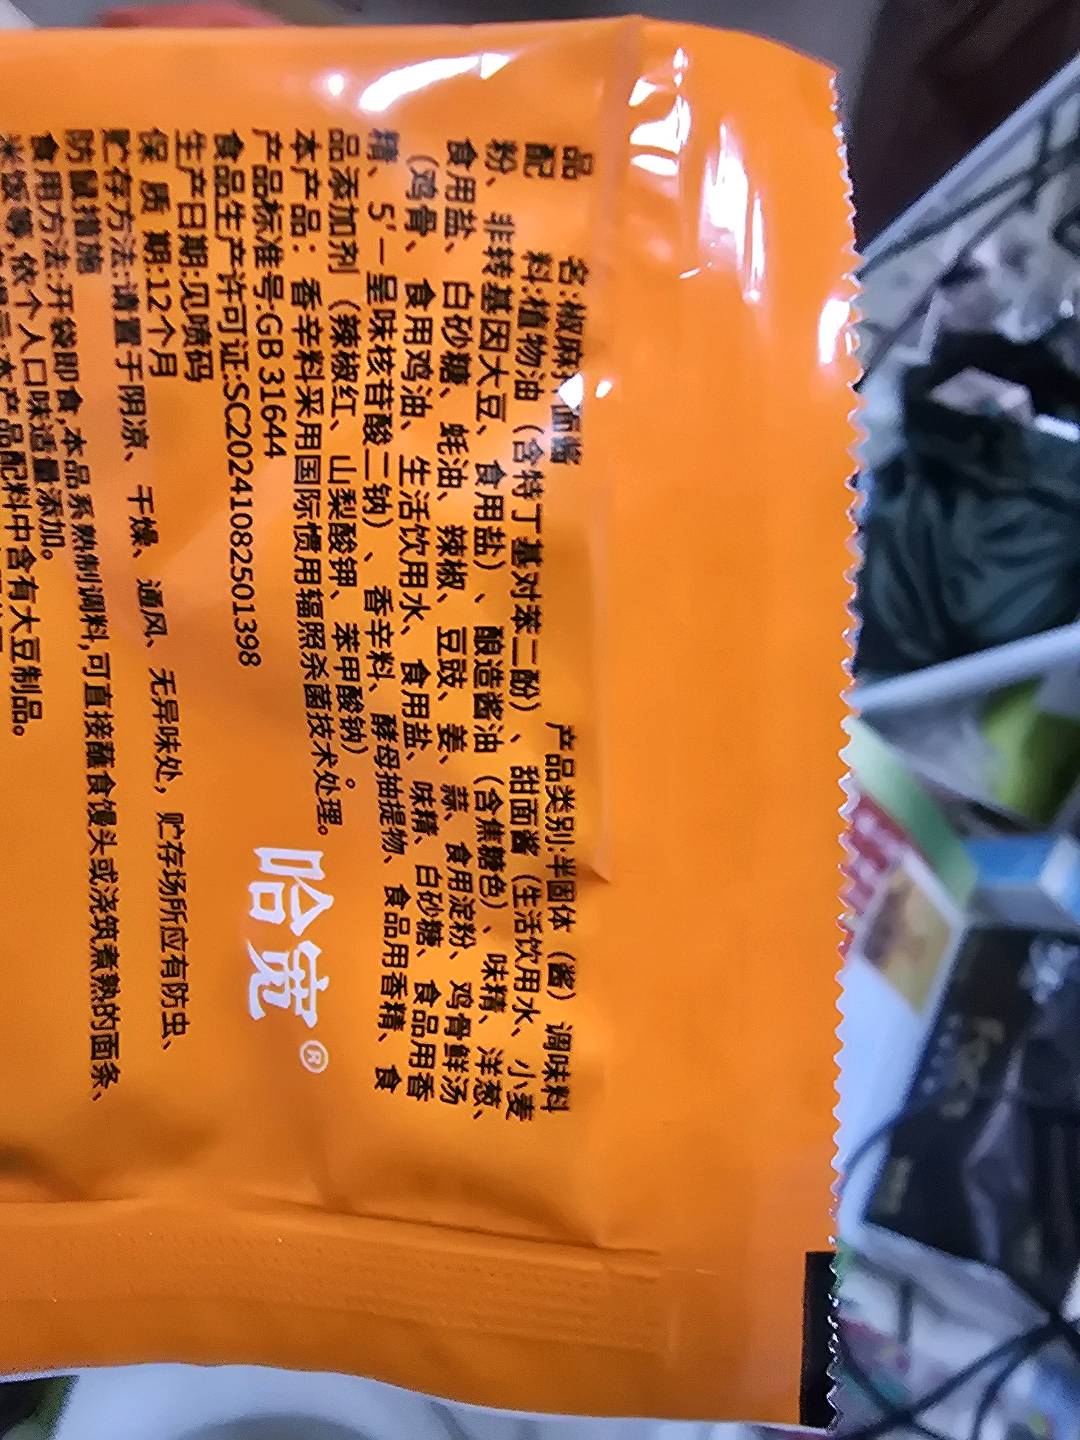 品 名:椒麻 面酱 产品类别:半固体（酱）调味料
配 料:植物油（含特丁基对苯二酚）、甜面酱（生活饮用水、小麦
粉、非转基因大豆、食用盐）、酿造酱油（含焦糖色）、味精、洋葱、
食用盐、白砂糖、蚝油、辣椒、豆豉、姜、蒜、食用淀粉、鸡骨鲜汤
（鸡骨、食用鸡油、生活饮用水、食用盐、味精、白砂糖、食品用香
精、5'－呈味核苷酸二钠）、香辛料、酵母抽提物、食品用香精、食
品添加剂（辣椒红、山梨酸钾、苯甲酸钠）。
本产品：香辛料采用国际惯用辐照杀菌技术处理。
产品标准号:GB 31644
食品生产许可证:SC20241082501398
生产日期:见喷码
保 质 期:12个月
贮存方法:请置于阴凉、干燥、通风、无异味处，贮存场所应有防虫、
防鼠措施
食用方法:开袋即食,本品系熟制调料,可直接蘸食馒头或浇筑煮熟的面条、
米饭等,依个人口味适量添加。
示:本产品配料中含有大豆制品。
哈宽®